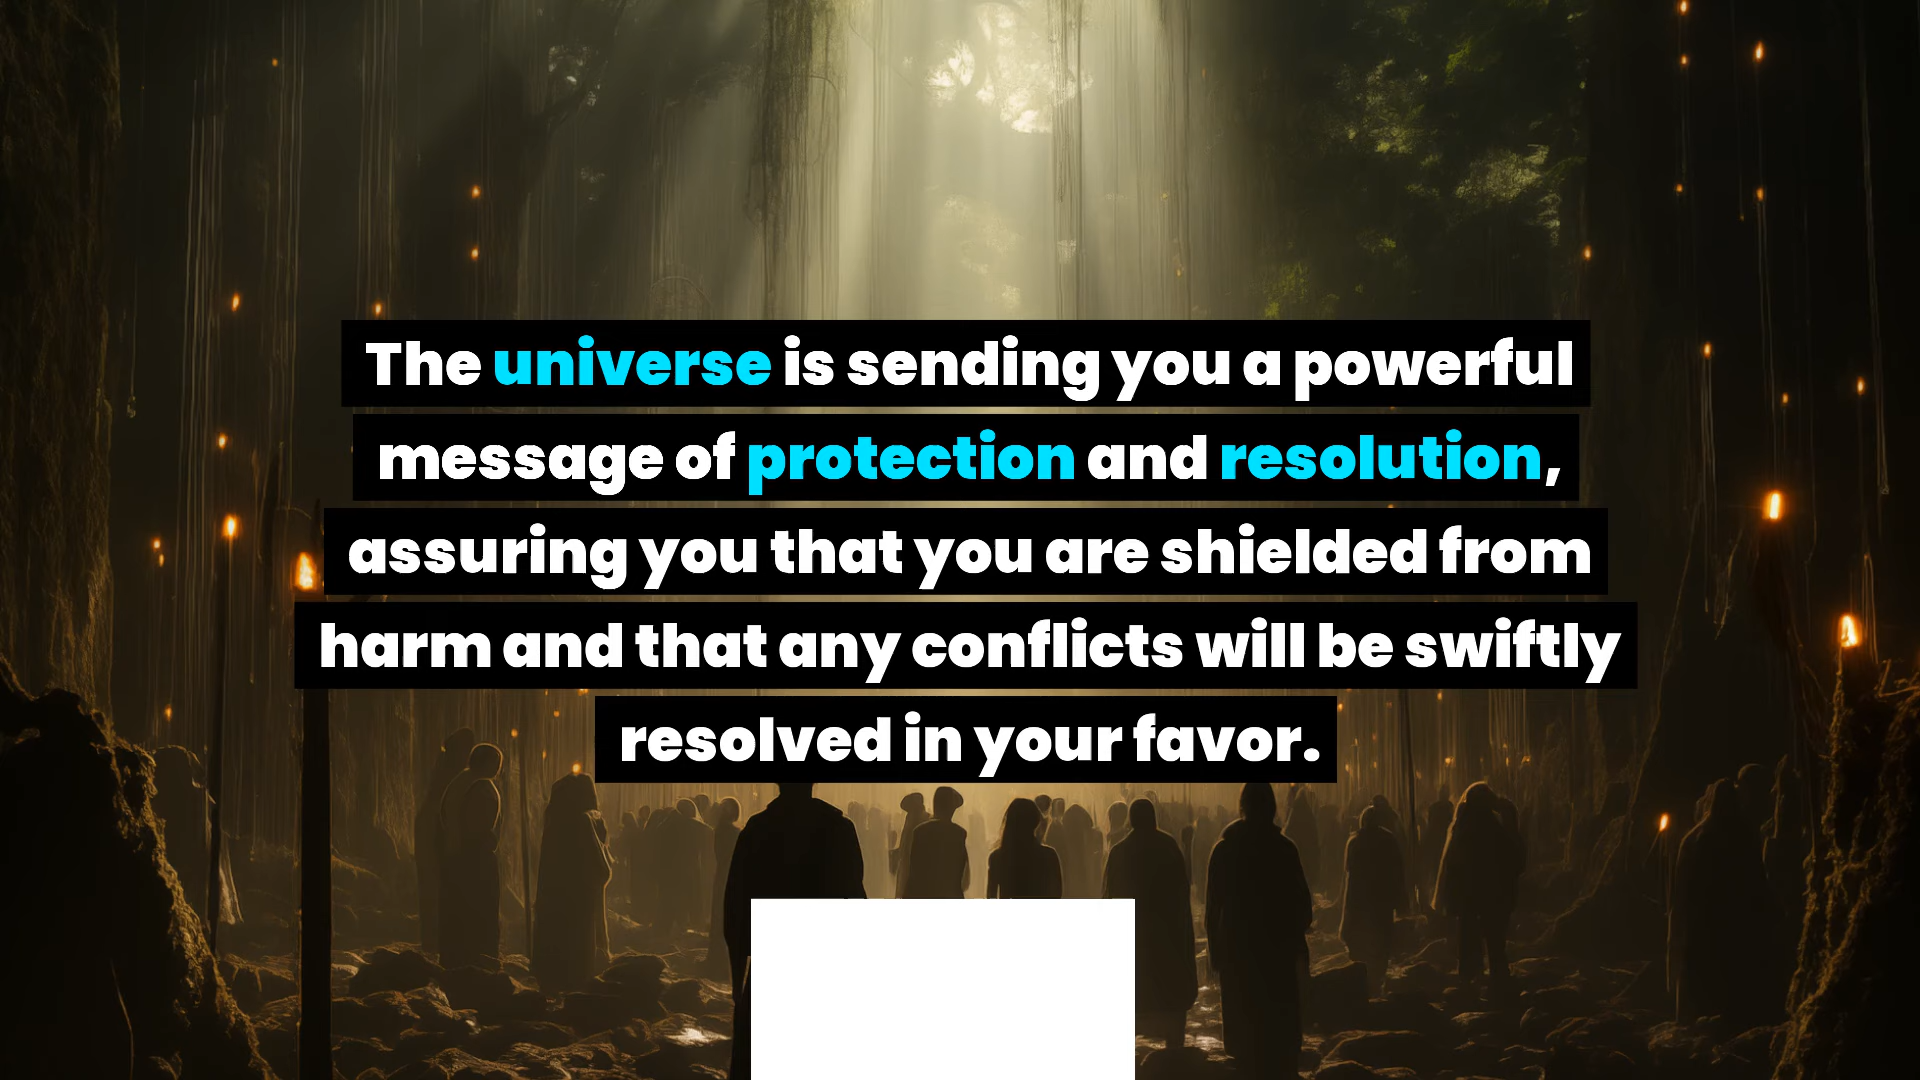 The universe is sending you a powerful
message of protection and resolution,
assuring you that you are shielded from
harm and that any conflicts will be swiftly
resolved in your favor.